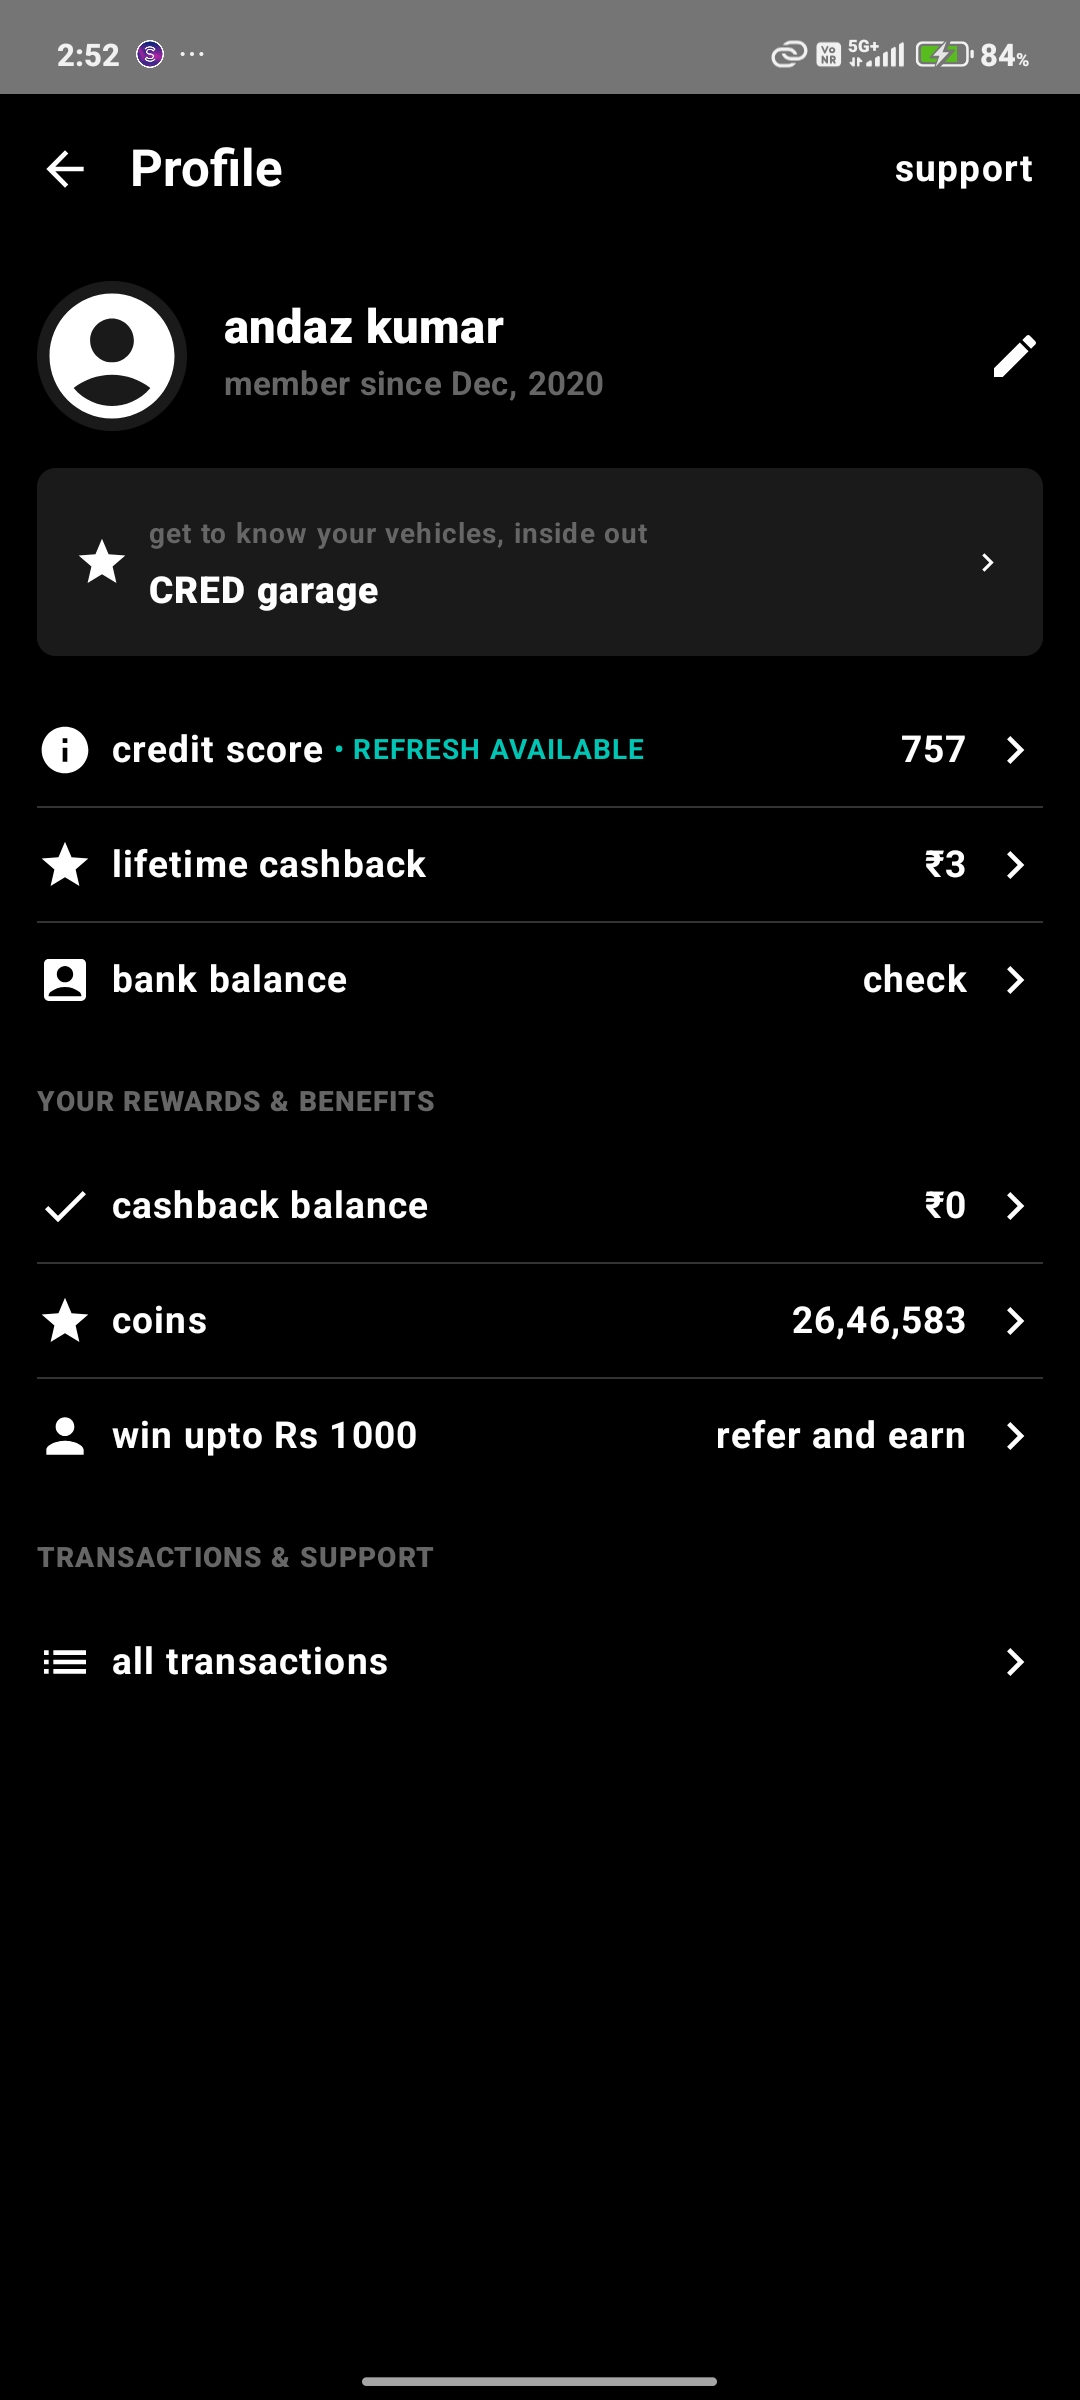 2:52 ... VoNR 5G+ 84%
Profile
support
andaz kumar
member since Dec, 2020
get to know your vehicles, inside out
CRED garage
credit score • REFRESH AVAILABLE 757
lifetime cashback ₹3
bank balance check
YOUR REWARDS & BENEFITS
cashback balance ₹0
coins 26,46,583
win upto Rs 1000 refer and earn
TRANSACTIONS & SUPPORT
all transactions